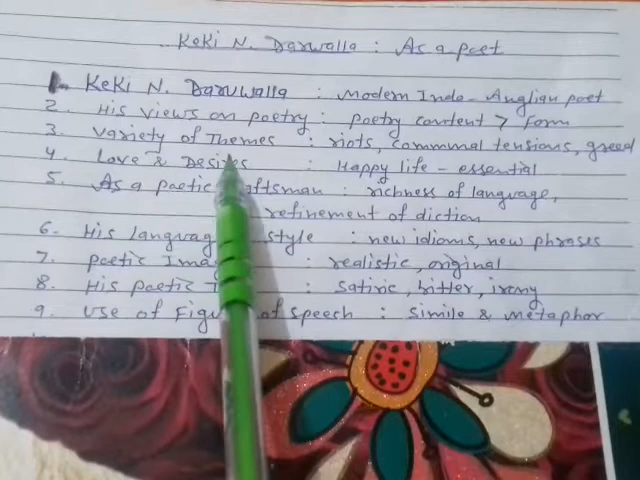 Keki N. Darwalla : As a poet
1. Keki N. Daruwalla : Modern Indo-Anglian poet
2. His views on poetry : Poetry content > form
3. Variety of Themes : riots, communal tensions, greed
4. Love & Desires : Happy life - essential
5. As a poetic craftsman : richness of language,
refinement of diction
6. His language style : new idioms, new phrases
7. Poetic : realistic, original
8. His Poetic : Satiric, bitter, irony
9. Use of of Speech : Simile & metaphor